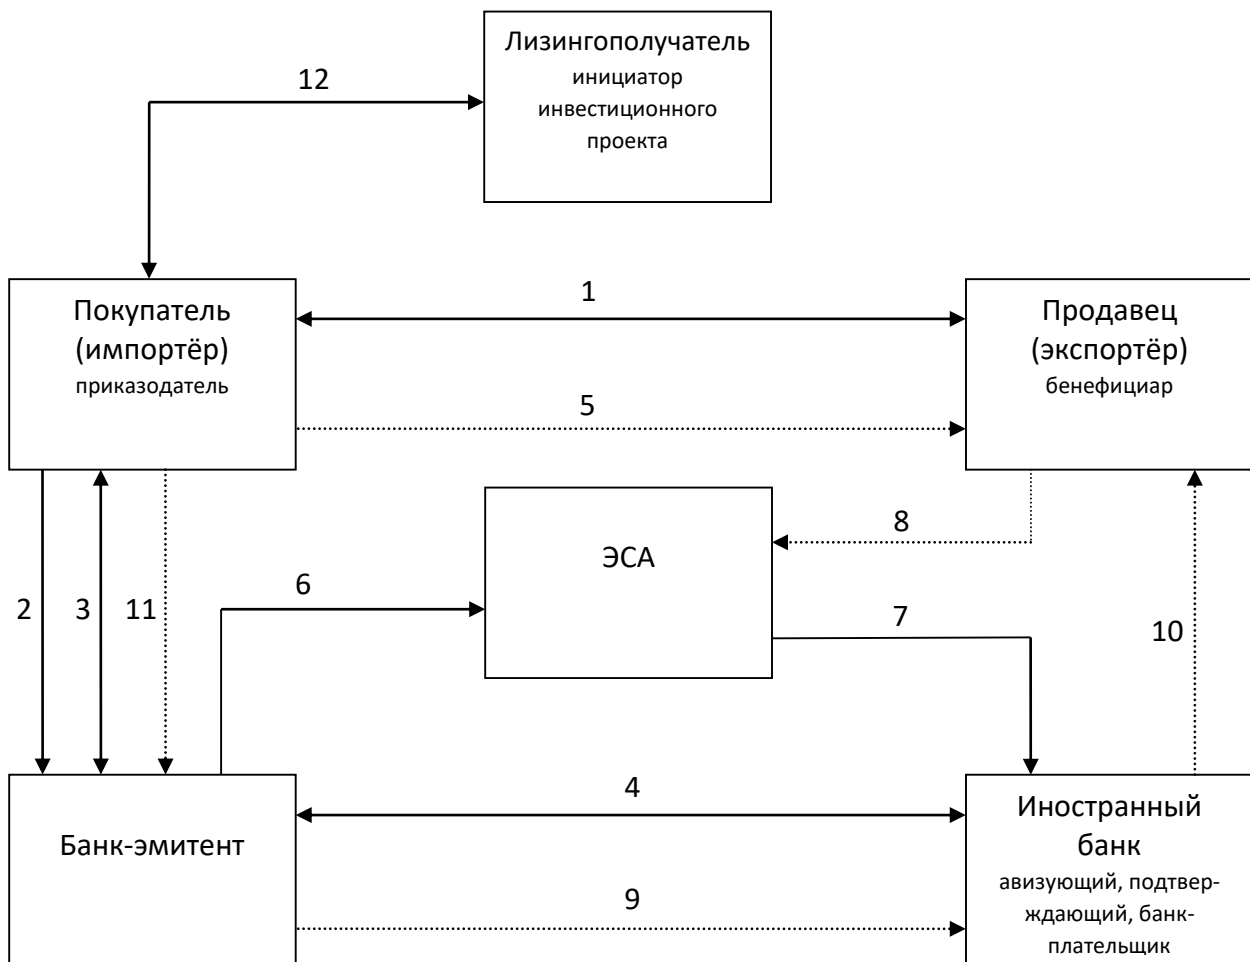 Лизингополучатель
инициатор
инвестиционного
проекта
12
Покупатель
(импортёр)
приказодатель
1
Продавец
(экспортёр)
бенефициар
5
8
ЭСА
6
2
3
11
7
10
4
Банк-эмитент
Иностранный
банк
авизующий, подтвер-
ждающий, банк-
плательщик
9